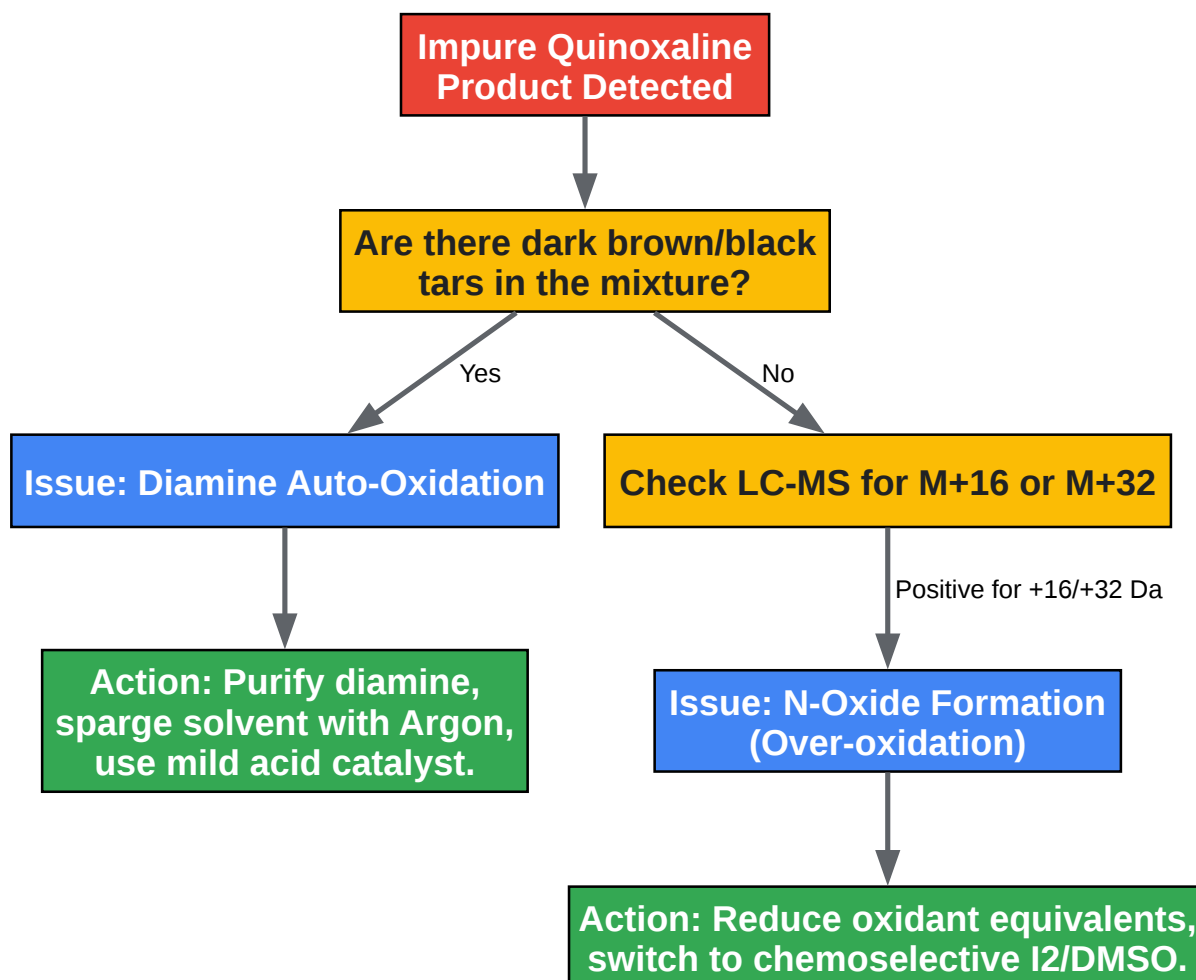 Impure Quinoxaline
Product Detected
Are there dark brown/black
tars in the mixture?
Yes
No
Issue: Diamine Auto-Oxidation
Check LC-MS for M+16 or M+32
Positive for +16/+32 Da
Action: Purify diamine,
sparge solvent with Argon,
use mild acid catalyst.
Issue: N-Oxide Formation
(Over-oxidation)
Action: Reduce oxidant equivalents,
switch to chemoselective I2/DMSO.